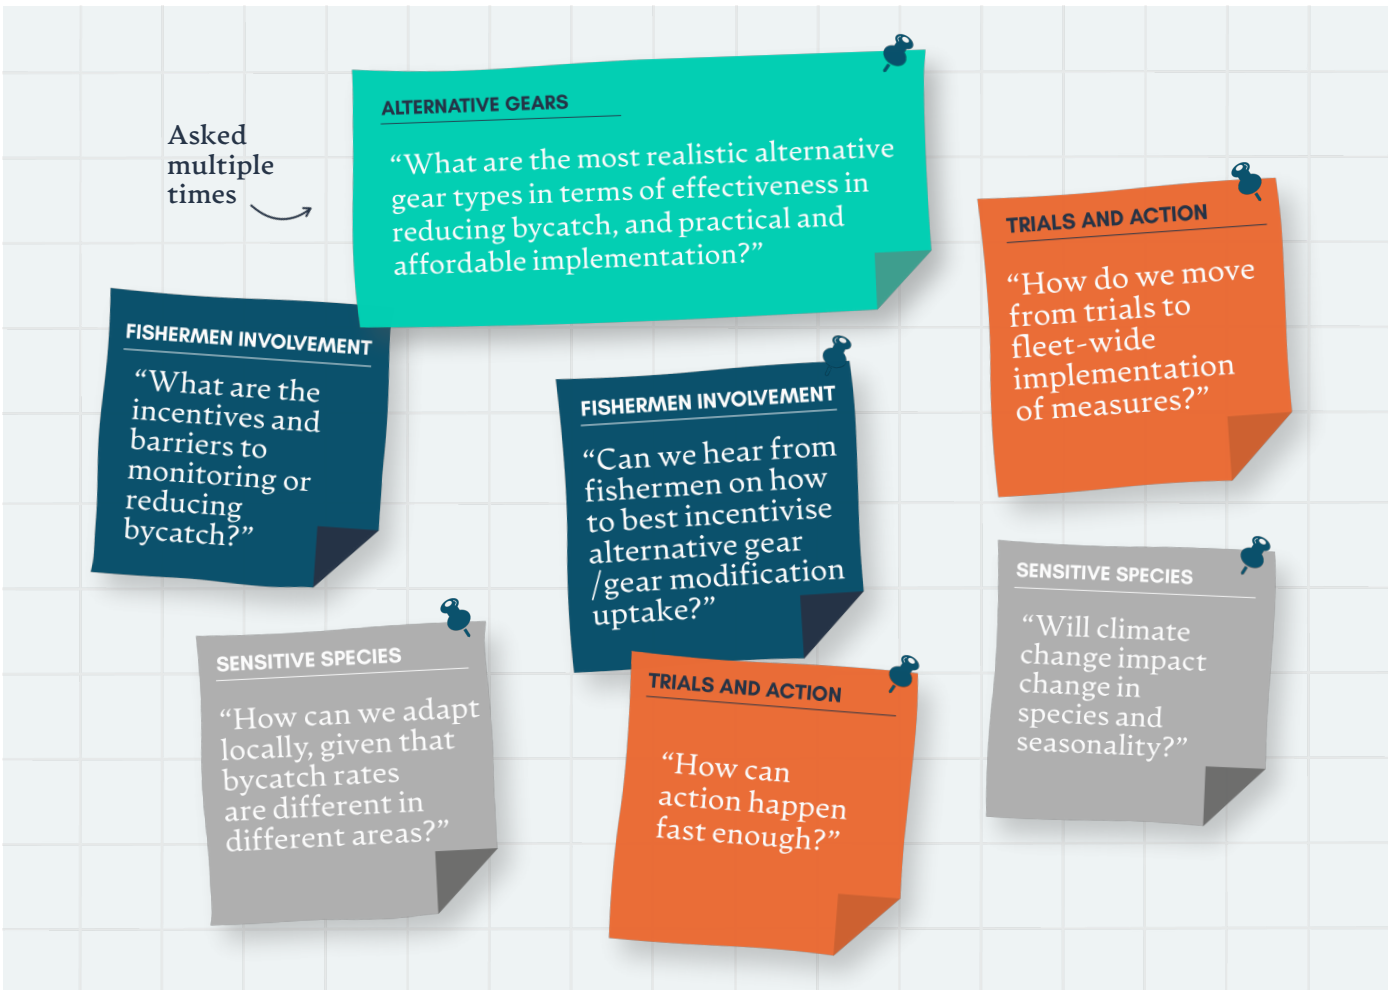 Asked
multiple
times
ALTERNATIVE GEARS
“What are the most realistic alternative
gear types in terms of effectiveness in
reducing bycatch, and practical and
affordable implementation?”
TRIALS AND ACTION
“How do we move
from trials to
fleet-wide
implementation
of measures?”
FISHERMEN INVOLVEMENT
“What are the
incentives and
barriers to
monitoring or
reducing
bycatch?”
FISHERMEN INVOLVEMENT
“Can we hear from
fishermen on how
to best incentivise
alternative gear
/gear modification
uptake?”
SENSITIVE SPECIES
“Will climate
change impact
change in
species and
seasonality?”
SENSITIVE SPECIES
“How can we adapt
locally, given that
bycatch rates
are different in
different areas?”
TRIALS AND ACTION
“How can
action happen
fast enough?”